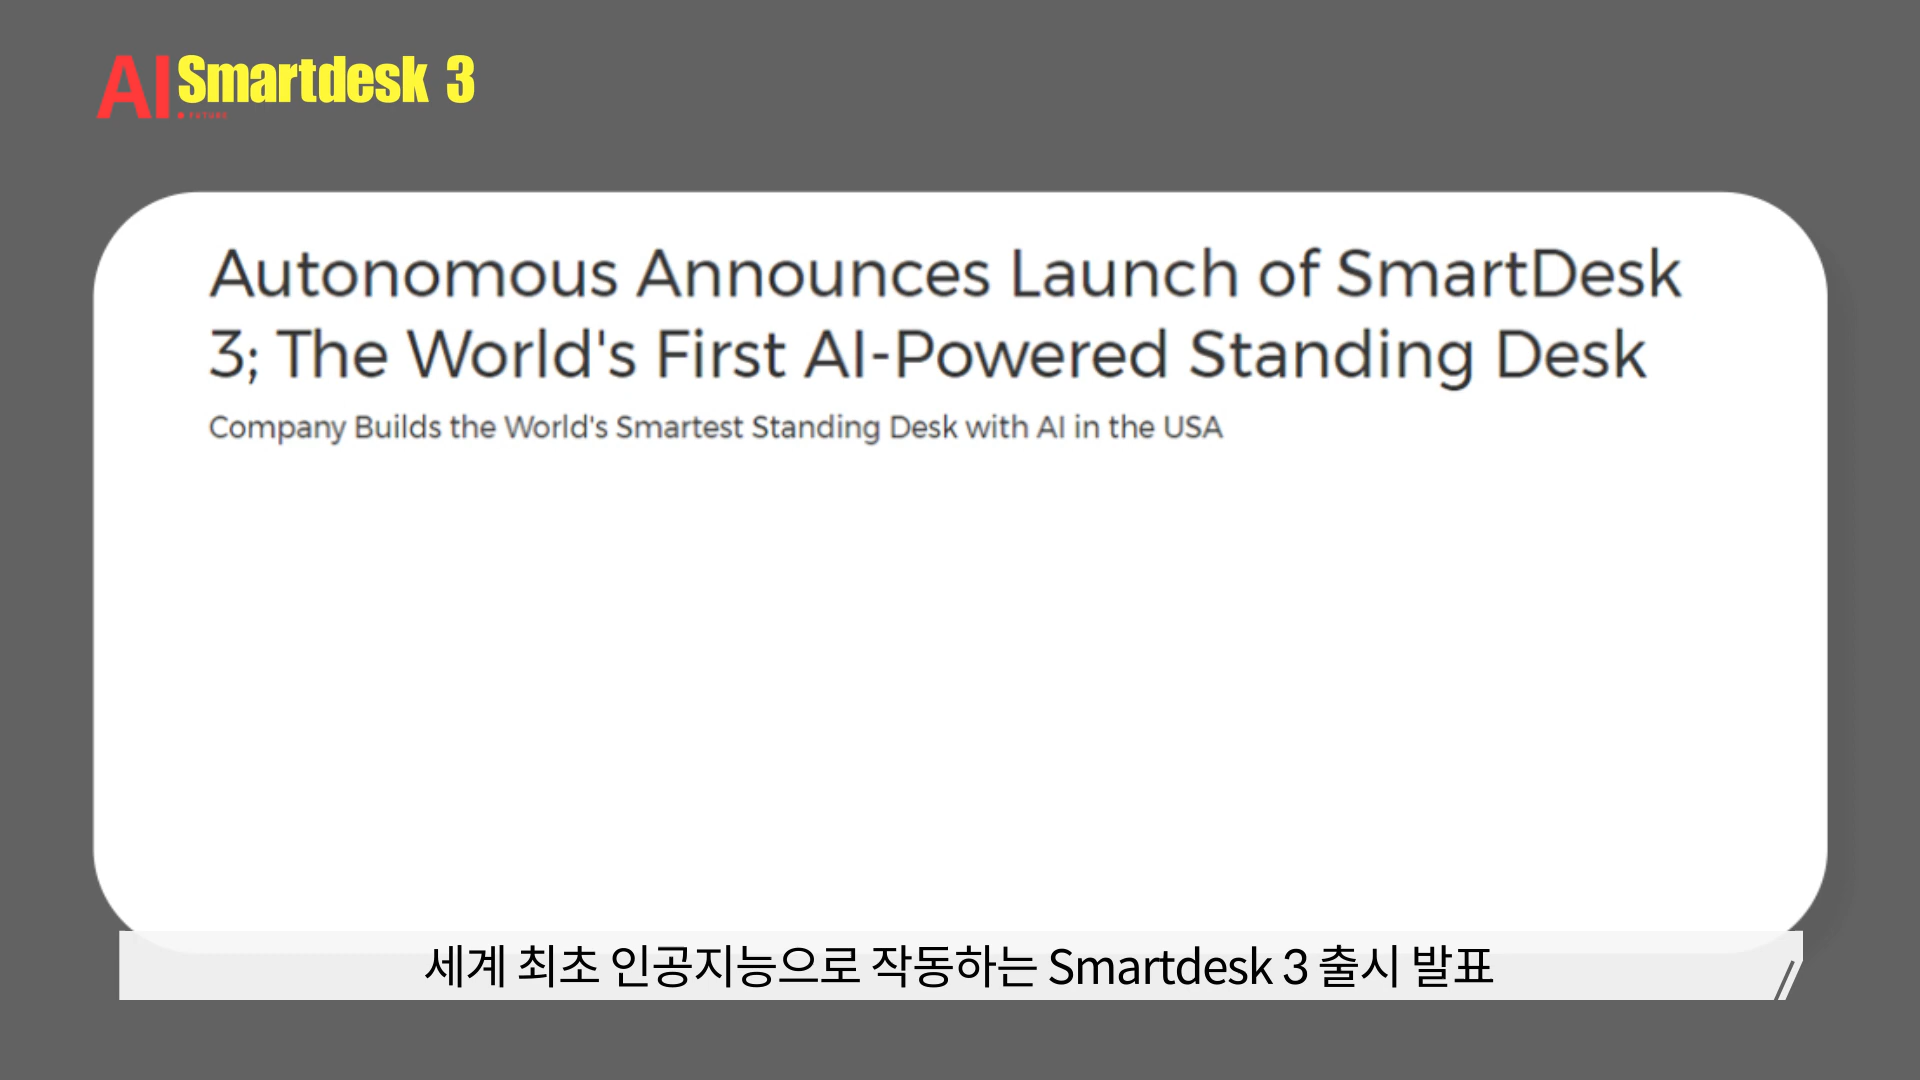 AI Smartdesk 3
FUTURE
Autonomous Announces Launch of SmartDesk
3; The World's First AI-Powered Standing Desk
Company Builds the World's Smartest Standing Desk with AI in the USA
세계 최초 인공지능으로 작동하는 Smartdesk 3 출시 발표